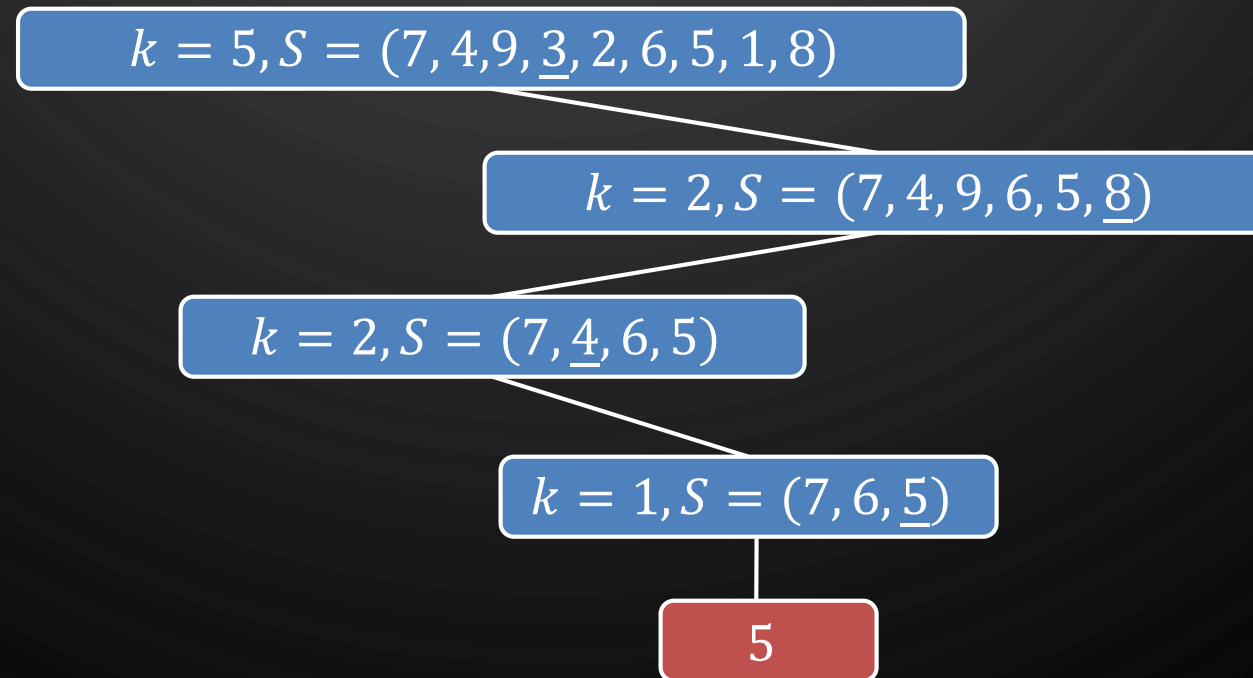 k = 5, S = (7, 4,9, 3, 2, 6, 5, 1, 8)
k = 2, S = (7, 4, 9, 6, 5, 8)
k = 2, S = (7, 4, 6, 5)
k = 1, S = (7, 6, 5)
5